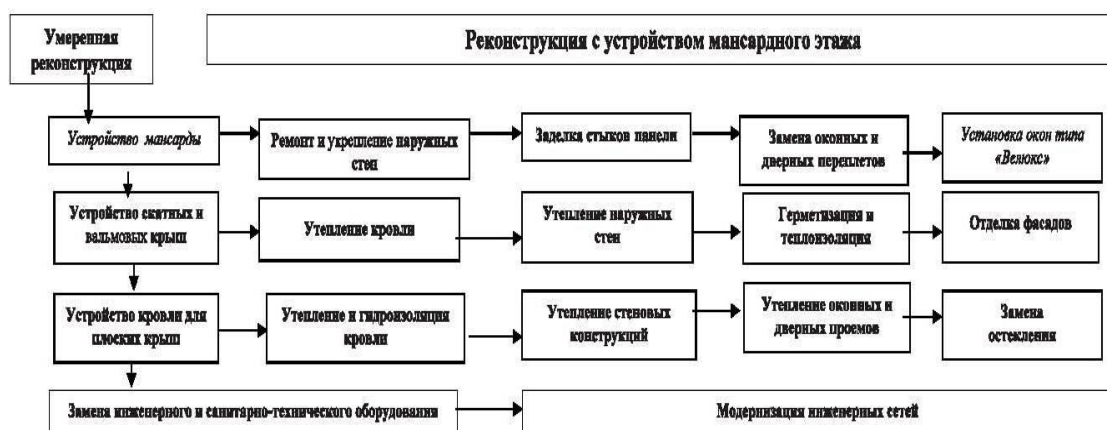 Умеренная
реконструкция
Реконструкция с устройством мансардного этажа
Устройство мансарды
Ремонт и укрепление наружных
стен
Заделка стыков панели
Замена оконных и
дверных переплетов
Установка окон типа
«Велюкс»
Устройство скатных и
вальмовых крыш
Утепление кровли
Утепление наружных
стен
Герметизация и
теплоизоляция
Отделка фасадов
Устройство кровли для
плоских крыш
Утепление и гидроизоляция
кровли
Утепление стеновых
конструкций
Утепление оконных и
дверных проемов
Замена
остекления
Замена инженерного и санитарно-технического оборудования
Модернизация инженерных сетей